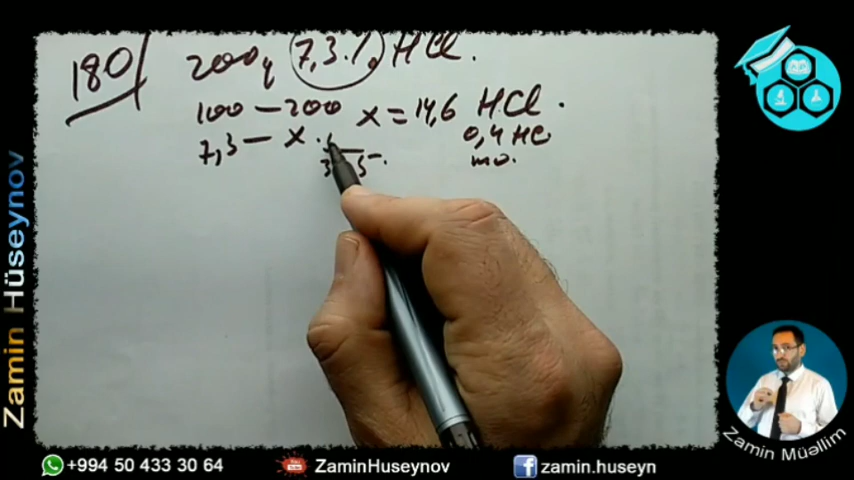 180
200q 7,3 % HCl.
100 – 200 x = 14,6 HCl.
7,3 – x
0,4 HCl
mo.
Zamin Hüseynov
Zamin Müəllim
+994 50 433 30 64 ZaminHuseynov zamin.huseyn